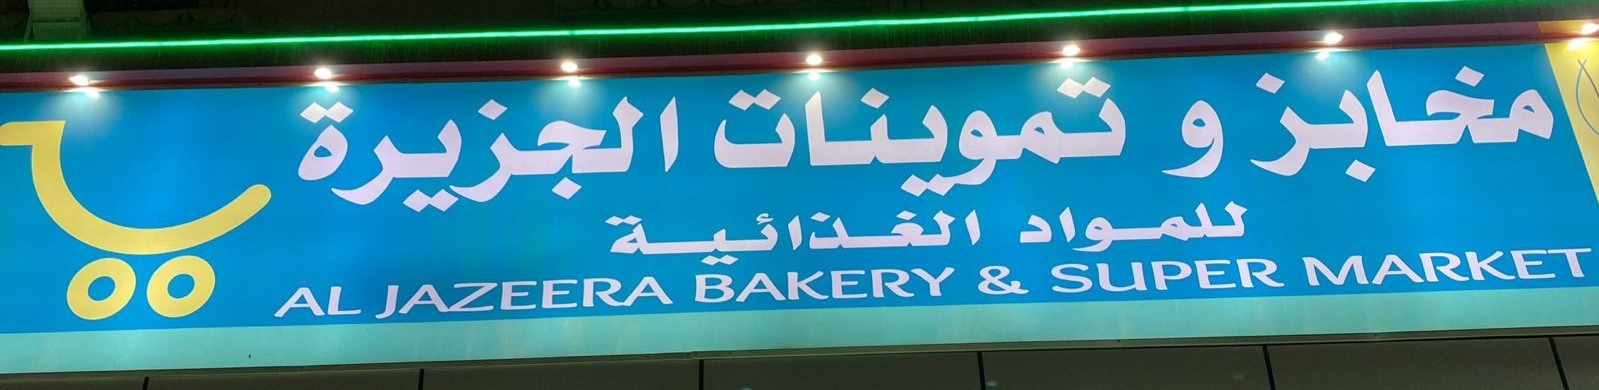 مخابز و تموينات الجزيرة
للمواد الغذائية
AL JAZEERA BAKERY & SUPER MARKET